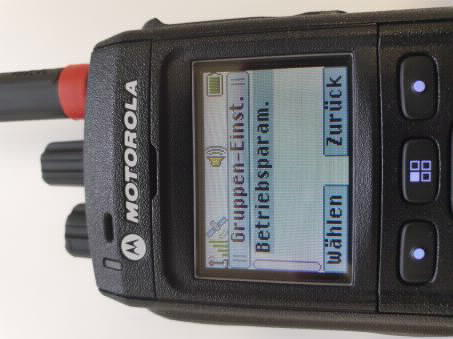 MOTOROLA
Gruppen-Einst.
Betriebsparam.
Wählen Zurück